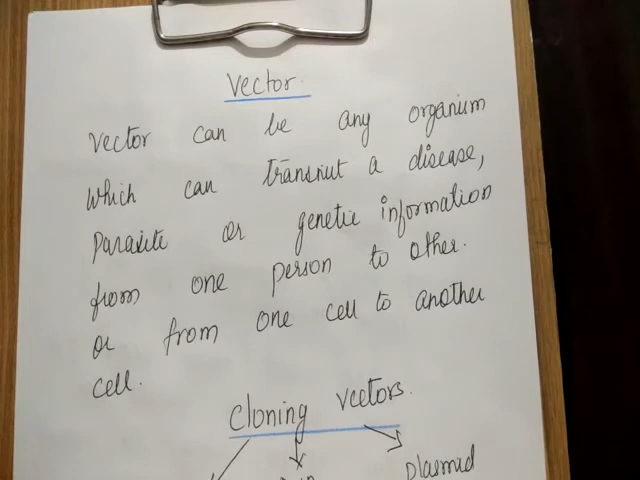 Vector.
Vector can be any organium
which can transmit a disease,
Parasite or genetic information
from one person to other.
or from one cell to another
cell.
Cloning vectors.
Plasmid